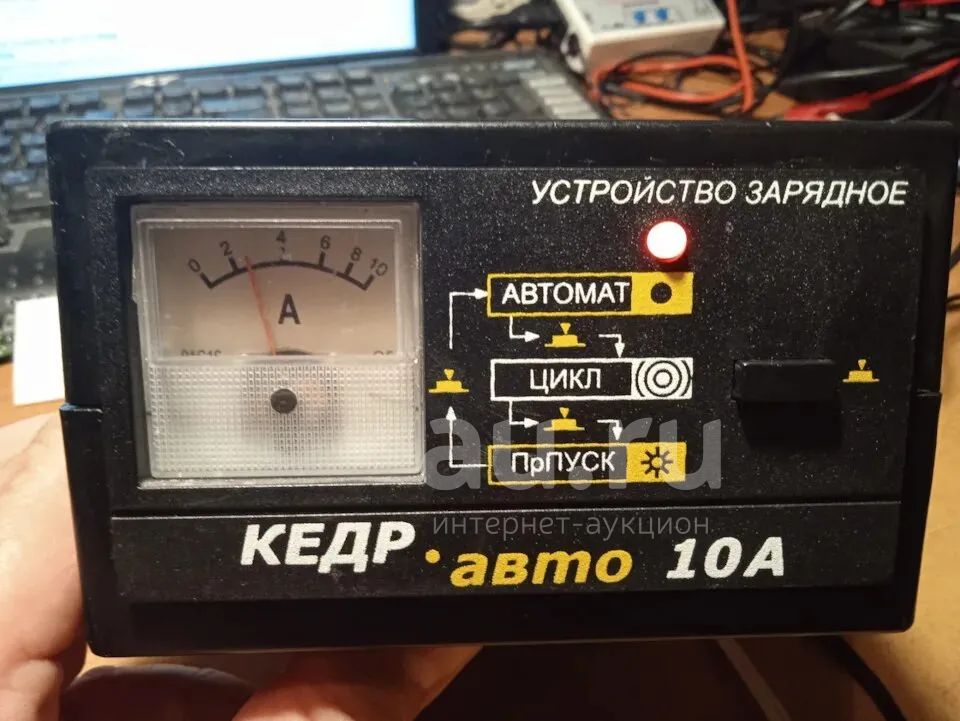 УСТРОЙСТВО ЗАРЯДНОЕ
0 2 4 6 8 10
A
АВТОМАТ
ЦИКЛ
ПрПУСК
au.ru
интернет-аукцион
КЕДР • авто 10А